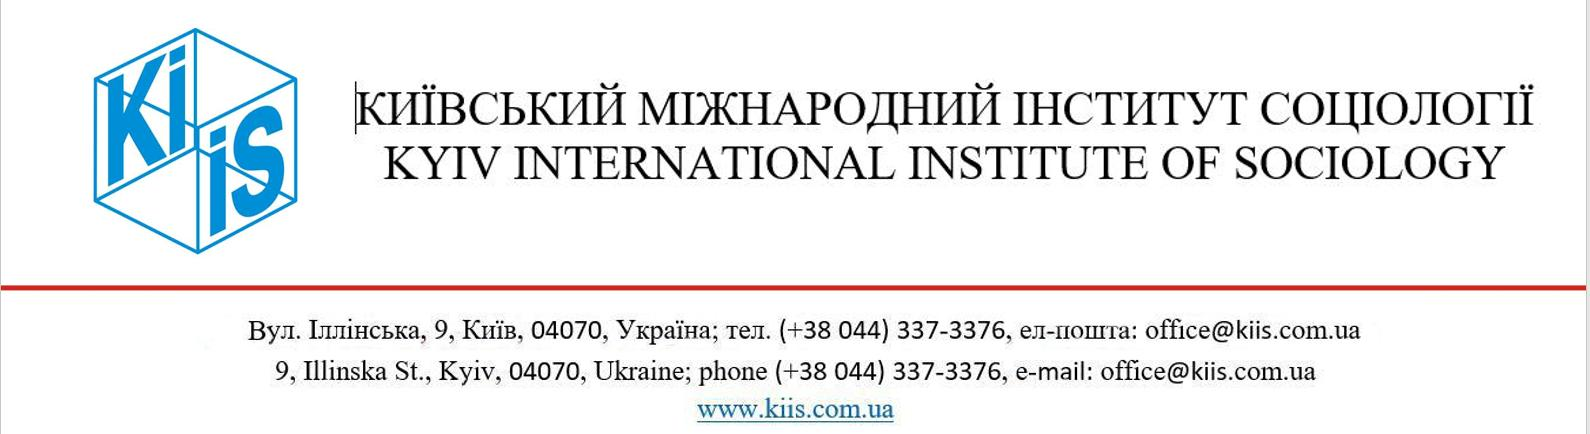 Ki
iS
КИЇВСЬКИЙ МІЖНАРОДНИЙ ІНСТИТУТ СОЦІОЛОГІЇ
KYIV INTERNATIONAL INSTITUTE OF SOCIOLOGY
Вул. Іллінська, 9, Київ, 04070, Україна; тел. (+38 044) 337-3376, ел-пошта: office@kiis.com.ua
9, Illinska St., Kyiv, 04070, Ukraine; phone (+38 044) 337-3376, e-mail: office@kiis.com.ua
www.kiis.com.ua